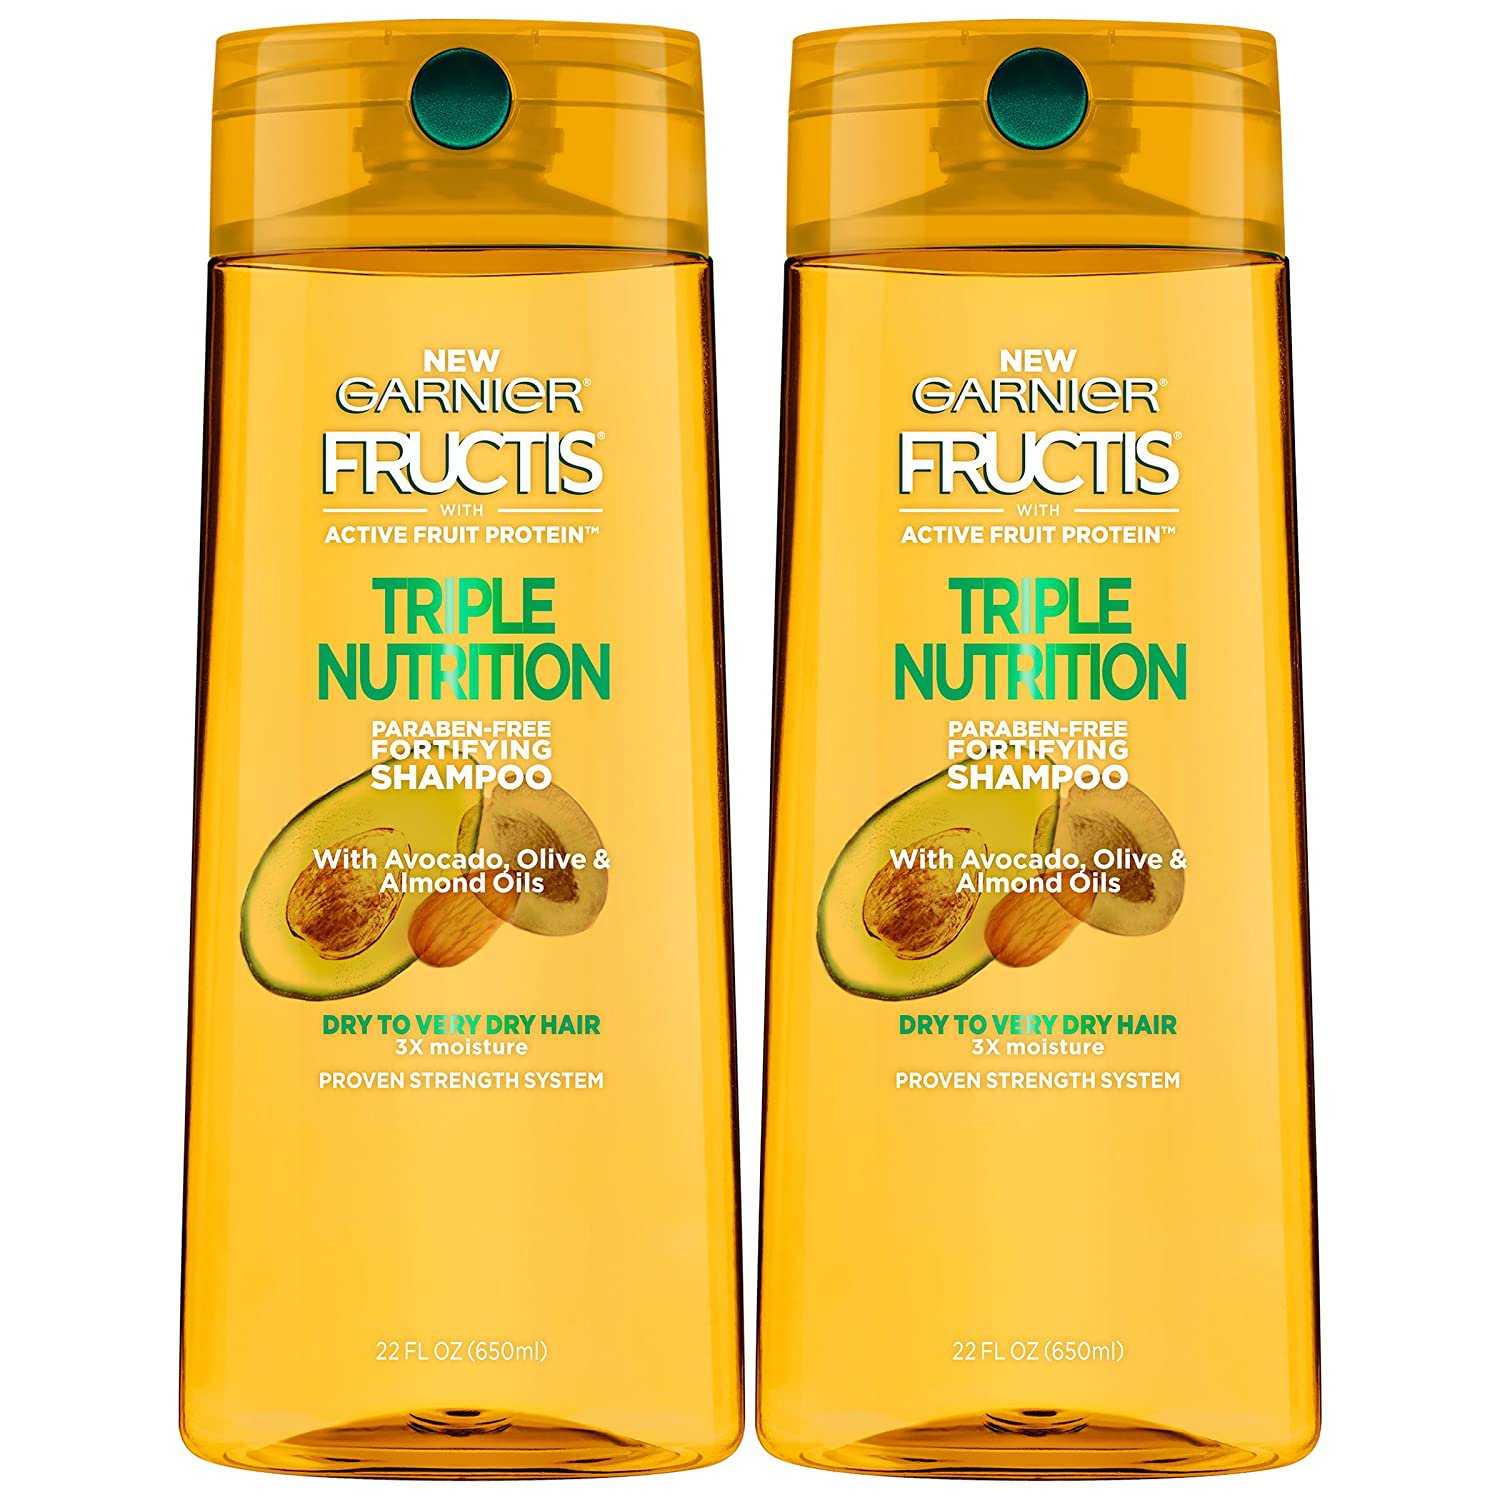 NEW
GARNIER®
FRUCTIS®
WITH
ACTIVE FRUIT PROTEIN™
TRIPLE
NUTRITION
PARABEN-FREE
FORTIFYING
SHAMPOO
With Avocado, Olive &
Almond Oils
DRY TO VERY DRY HAIR
3X moisture
PROVEN STRENGTH SYSTEM
22 FL OZ (650ml)
NEW
GARNIER®
FRUCTIS®
WITH
ACTIVE FRUIT PROTEIN™
TRIPLE
NUTRITION
PARABEN-FREE
FORTIFYING
SHAMPOO
With Avocado, Olive &
Almond Oils
DRY TO VERY DRY HAIR
3X moisture
PROVEN STRENGTH SYSTEM
22 FL OZ (650ml)